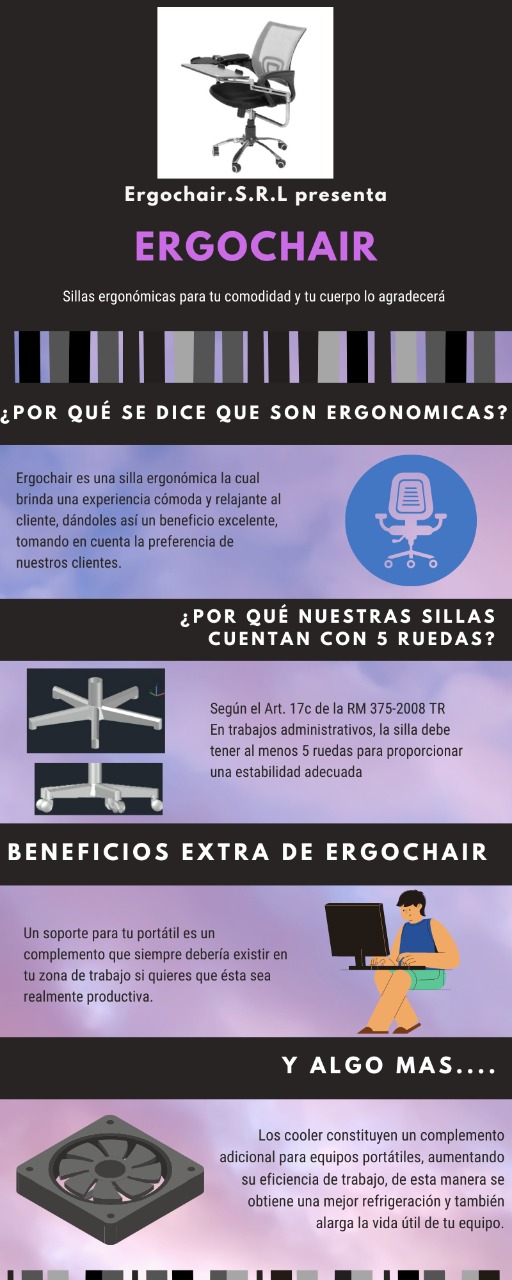 Ergochair.S.R.L presenta
ERGOCHAIR
Sillas ergonómicas para tu comodidad y tu cuerpo lo agradecerá
¿POR QUÉ SE DICE QUE SON ERGONOMICAS?
Ergochair es una silla ergonómica la cual
brinda una experiencia cómoda y relajante al
cliente, dándoles así un beneficio excelente,
tomando en cuenta la preferencia de
nuestros clientes.
¿POR QUÉ NUESTRAS SILLAS
CUENTAN CON 5 RUEDAS?
Según el Art. 17c de la RM 375-2008 TR
En trabajos administrativos, la silla debe
tener al menos 5 ruedas para proporcionar
una estabilidad adecuada
BENEFICIOS EXTRA DE ERGOCHAIR
Un soporte para tu portátil es un
complemento que siempre debería existir en
tu zona de trabajo si quieres que ésta sea
realmente productiva.
Y ALGO MAS....
Los cooler constituyen un complemento
adicional para equipos portátiles, aumentando
su eficiencia de trabajo, de esta manera se
obtiene una mejor refrigeración y también
alarga la vida útil de tu equipo.